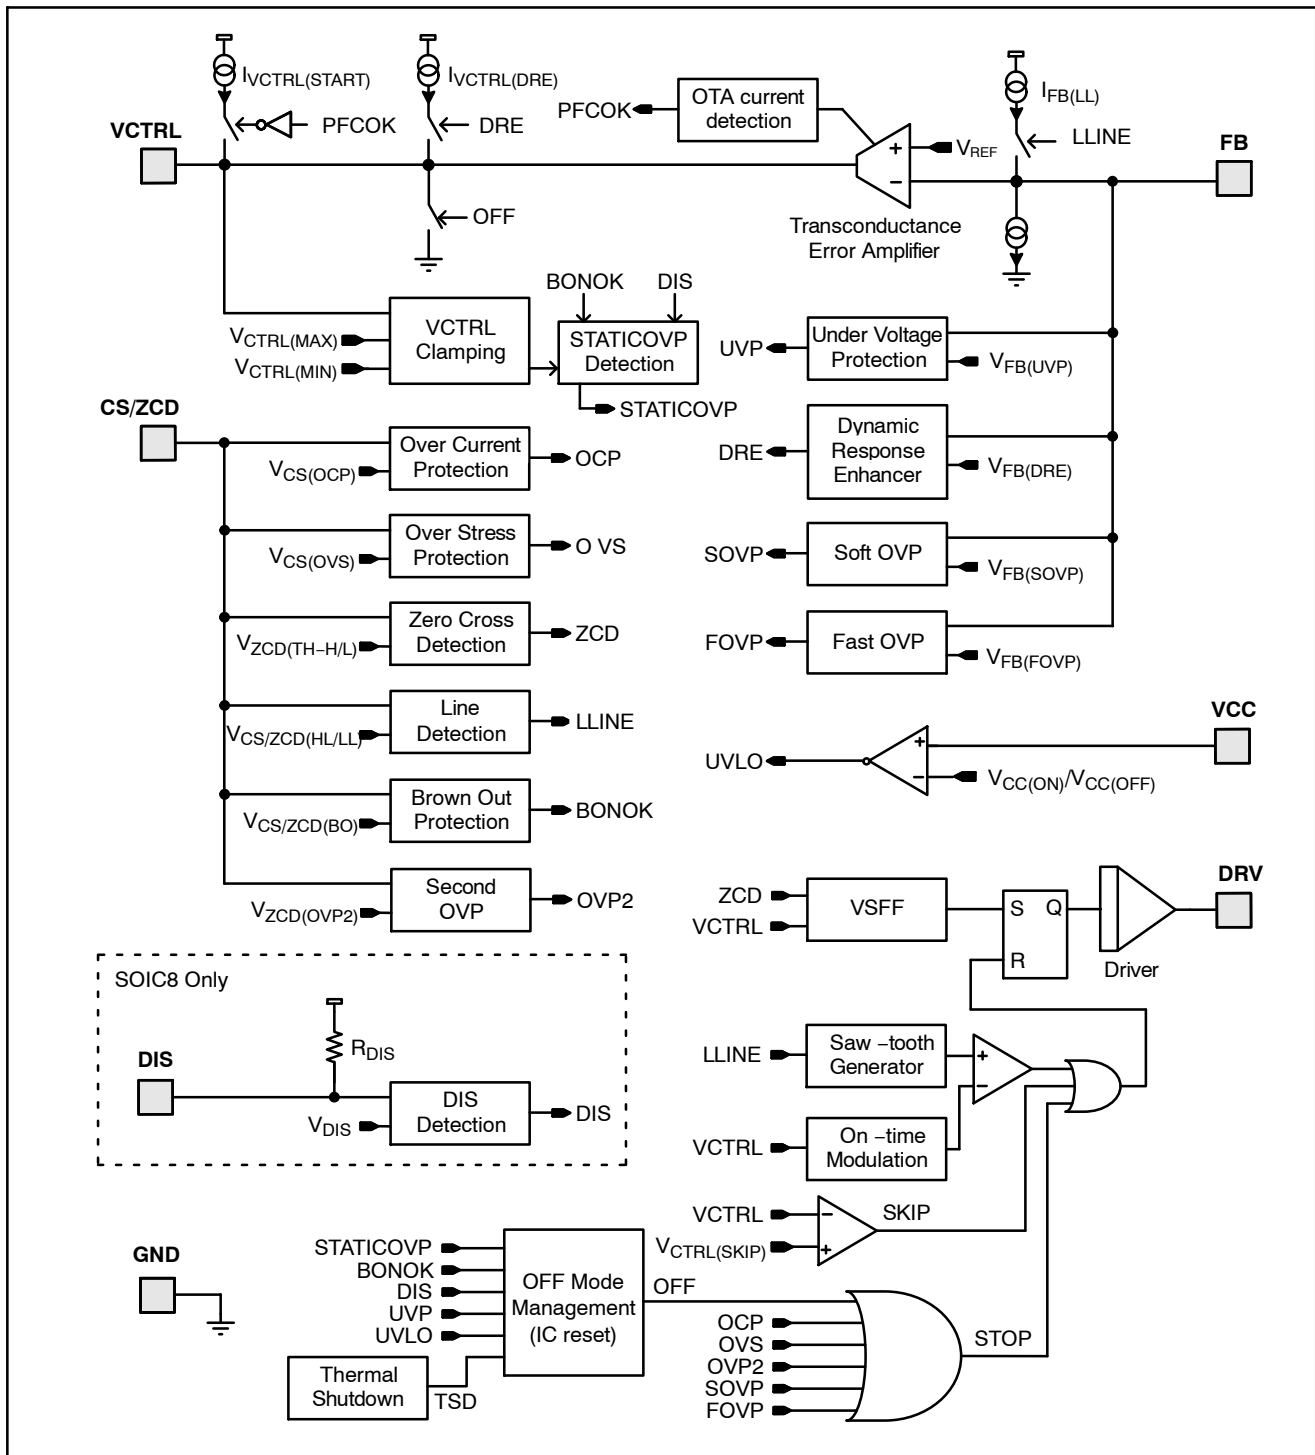 I_VCTRL(START)
I_VCTRL(DRE)
I_FB(LL)
PFCOK
OTA current
detection
VCTRL
PFCOK
DRE
LLINE
FB
+
V_REF
−
OFF
Transconductance
Error Amplifier
BONOK
DIS
V_CTRL(MAX)
V_CTRL(MIN)
VCTRL
Clamping
STATICOVP
Detection
STATICOVP
UVP
Under Voltage
Protection
V_FB(UVP)
CS/ZCD
V_CS(OCP)
Over Current
Protection
OCP
DRE
Dynamic
Response
Enhancer
V_FB(DRE)
V_CS(OVS)
Over Stress
Protection
O VS
SOVP
Soft OVP
V_FB(SOVP)
V_ZCD(TH−H/L)
Zero Cross
Detection
ZCD
FOVP
Fast OVP
V_FB(FOVP)
V_CS/ZCD(HL/LL)
Line
Detection
LLINE
VCC
UVLO
+
−
V_CC(ON)/V_CC(OFF)
V_CS/ZCD(BO)
Brown Out
Protection
BONOK
V_ZCD(OVP2)
Second
OVP
OVP2
ZCD
VCTRL
VSFF
S Q
R
Driver
DRV
SOIC8 Only
R_DIS
DIS
V_DIS
DIS
Detection
DIS
LLINE
Saw −tooth
Generator
+
−
VCTRL
On −time
Modulation
VCTRL
−
SKIP
V_CTRL(SKIP)
+
GND
STATICOVP
BONOK
DIS
UVP
UVLO
OFF Mode
Management
(IC reset)
OFF
Thermal
Shutdown
TSD
OCP
OVS
OVP2
SOVP
FOVP
STOP